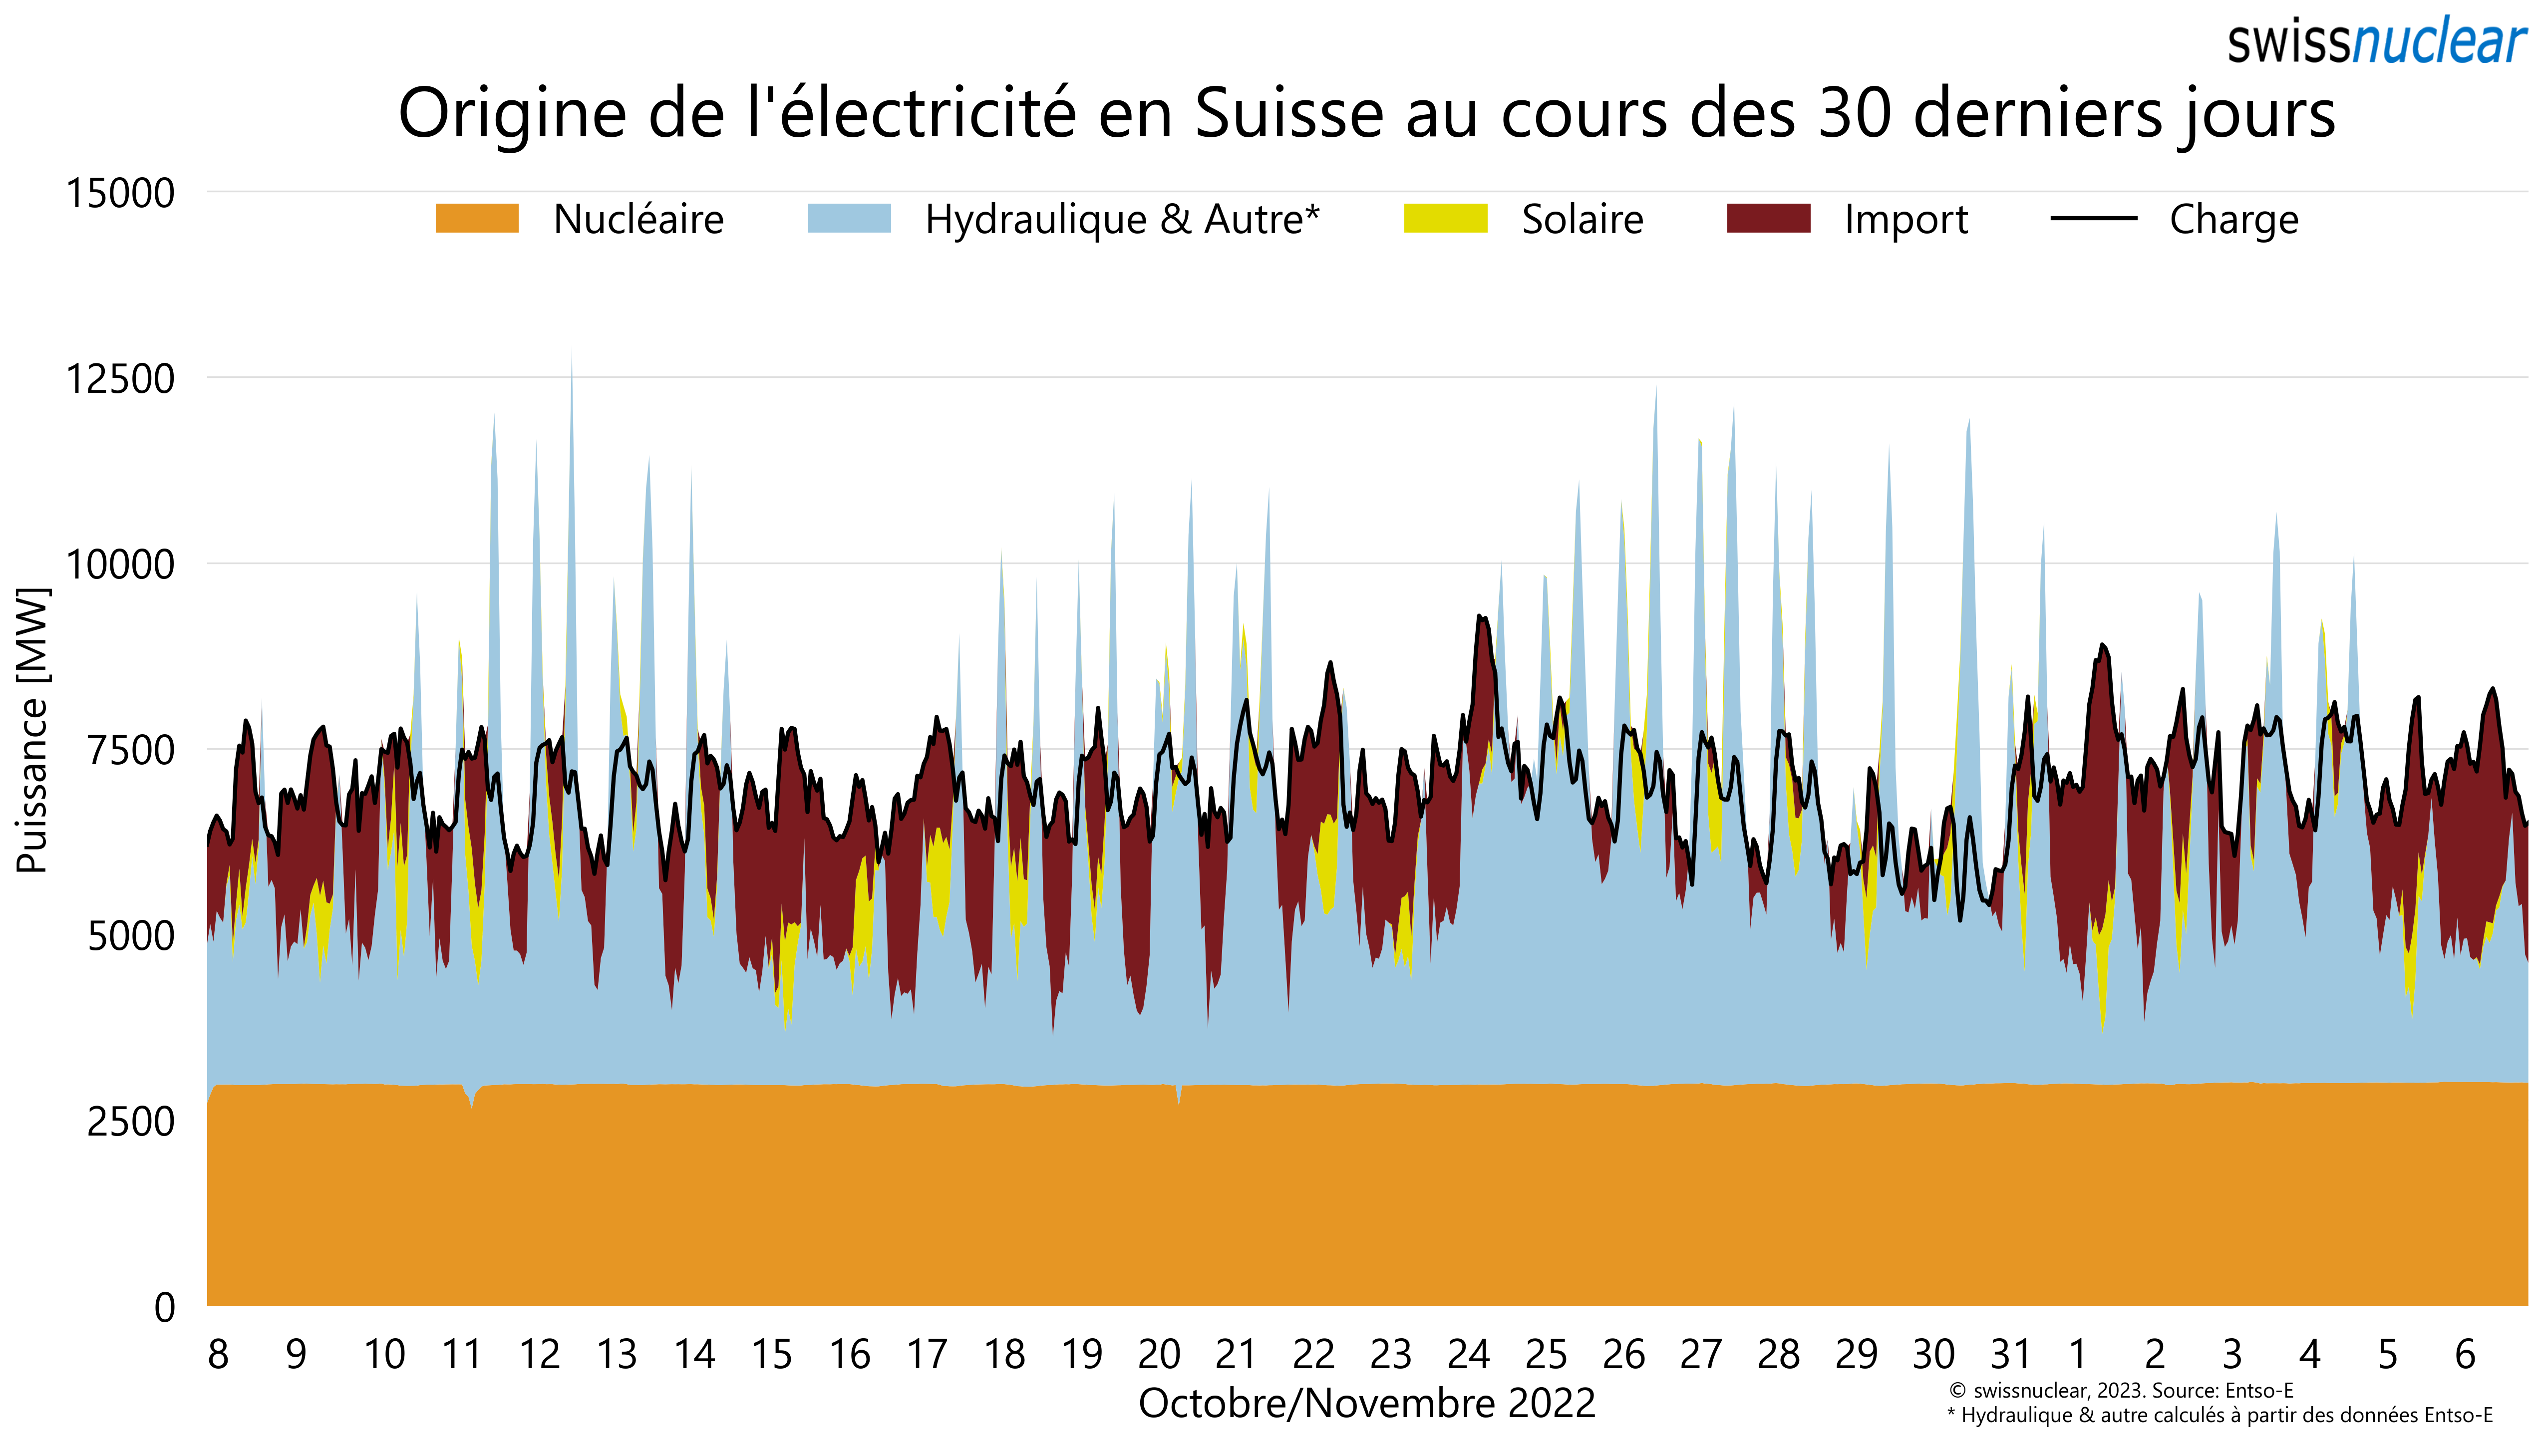 swissnuclear
Origine de l'électricité en Suisse au cours des 30 derniers jours
15000
Nucléaire Hydraulique & Autre* Solaire Import Charge
12500
10000
7500
5000
2500
0
Puissance [MW]
8 9 10 11 12 13 14 15 16 17 18 19 20 21 22 23 24 25 26 27 28 29 30 31 1 2 3 4 5 6
Octobre/Novembre 2022
© swissnuclear, 2023. Source: Entso-E
* Hydraulique & autre calculés à partir des données Entso-E